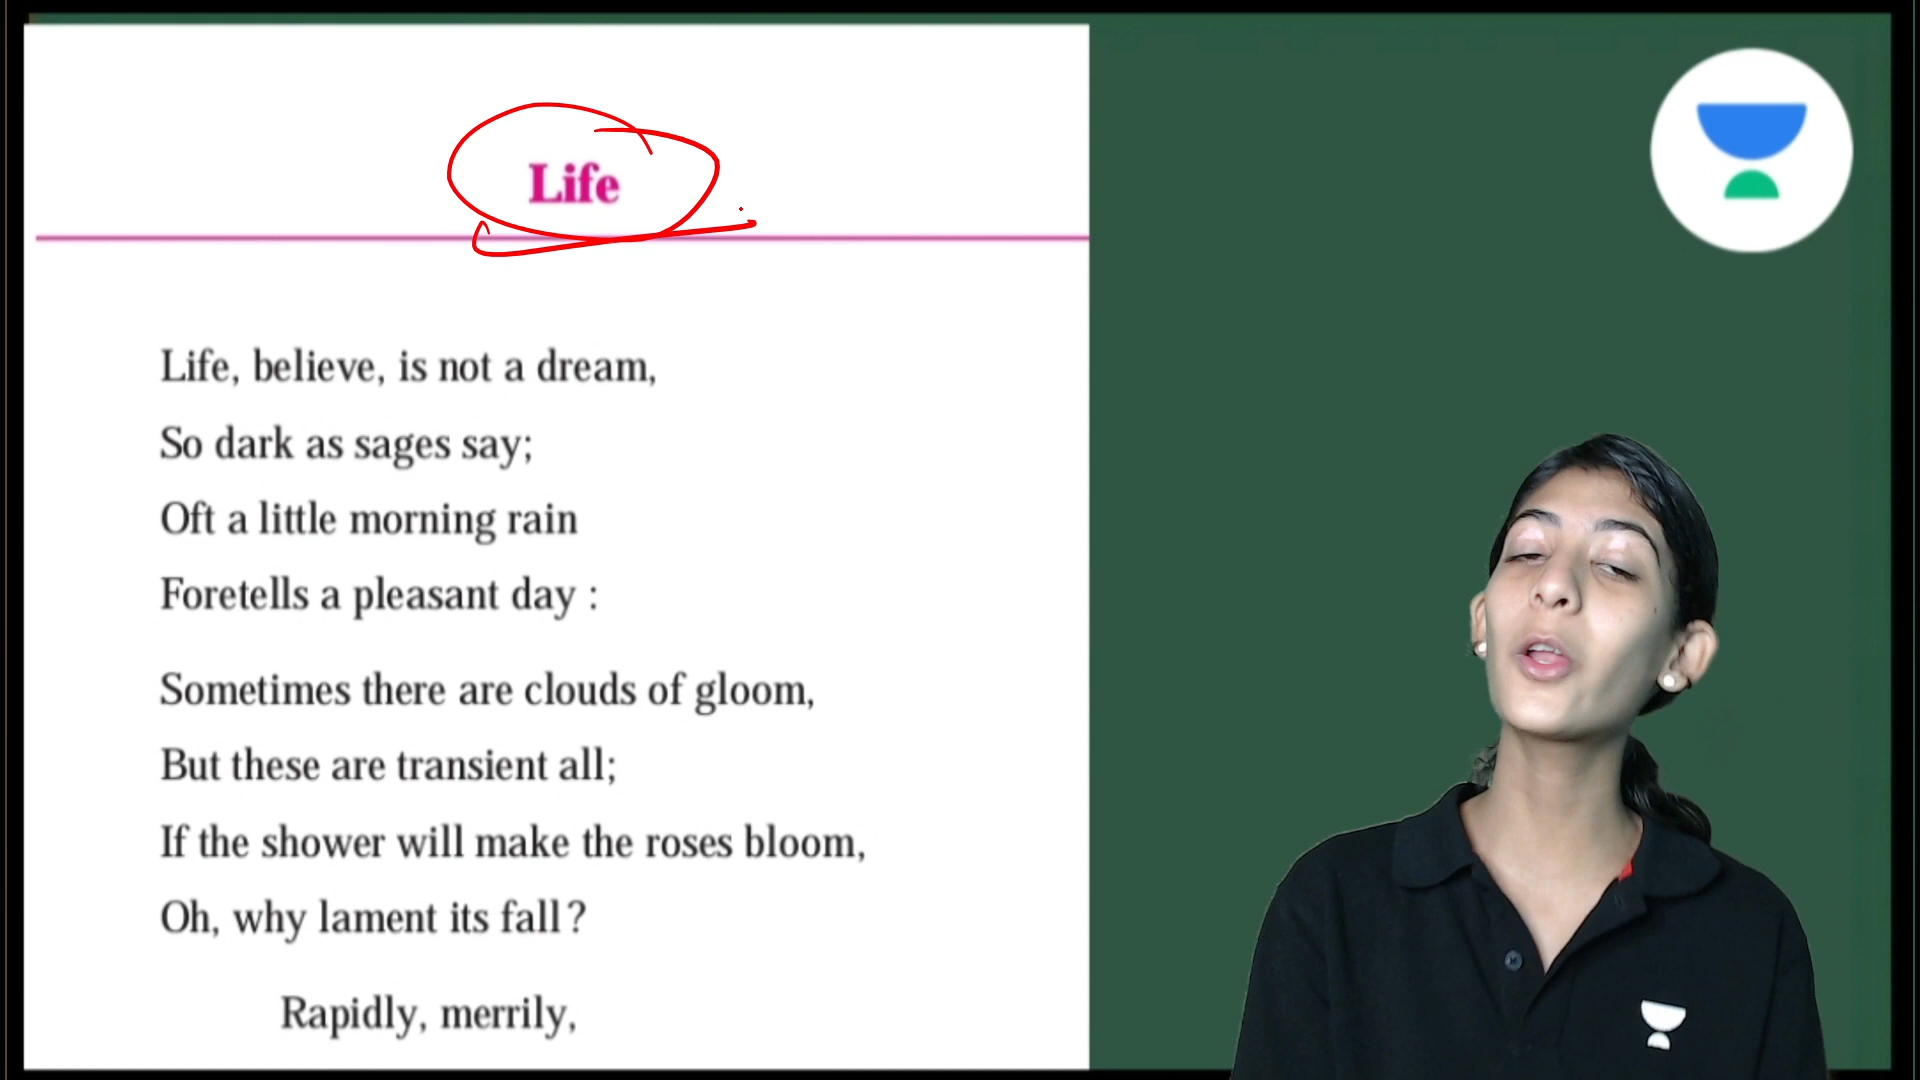 Life
Life, believe, is not a dream,
So dark as sages say;
Oft a little morning rain
Foretells a pleasant day :
Sometimes there are clouds of gloom,
But these are transient all;
If the shower will make the roses bloom,
Oh, why lament its fall ?
Rapidly, merrily,